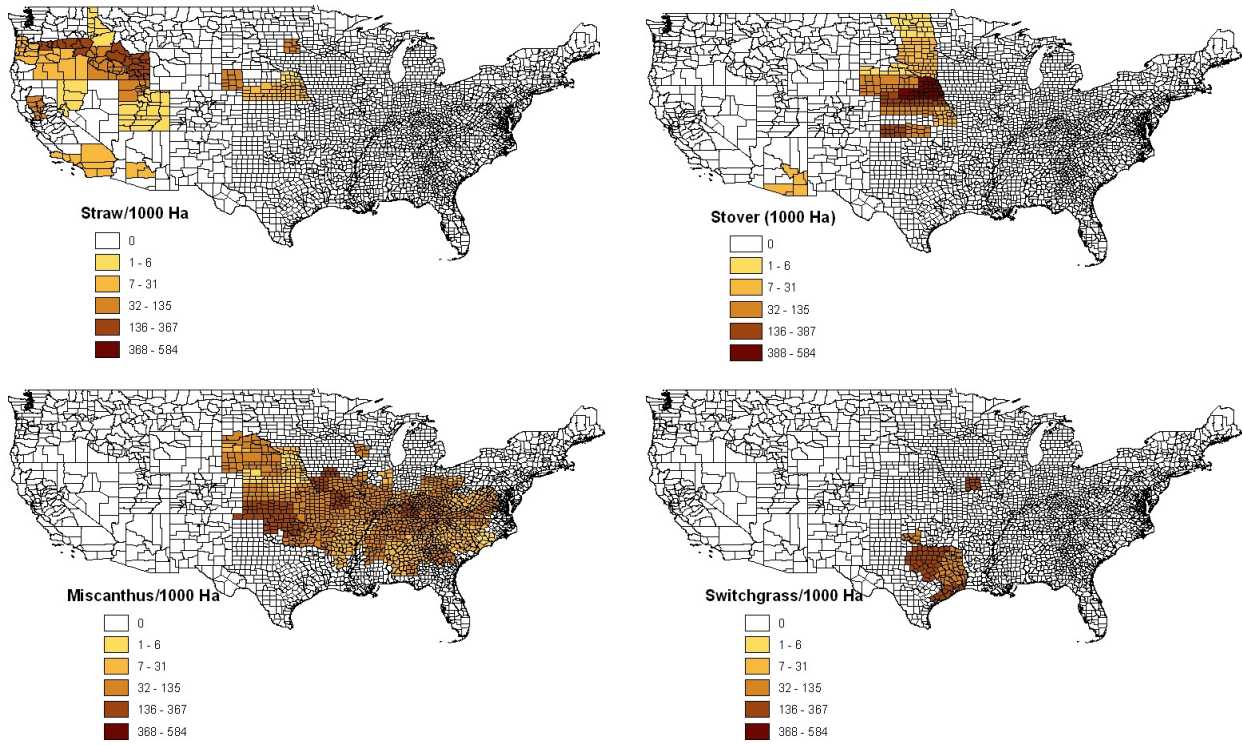 Straw/1000 Ha
0
1 - 6
7 - 31
32 - 135
136 - 367
368 - 584
Stover (1000 Ha)
0
1 - 6
7 - 31
32 - 135
136 - 387
388 - 584
Miscanthus/1000 Ha
0
1 - 6
7 - 31
32 - 135
136 - 367
368 - 584
Switchgrass/1000 Ha
0
1 - 6
7 - 31
32 - 135
136 - 367
368 - 584